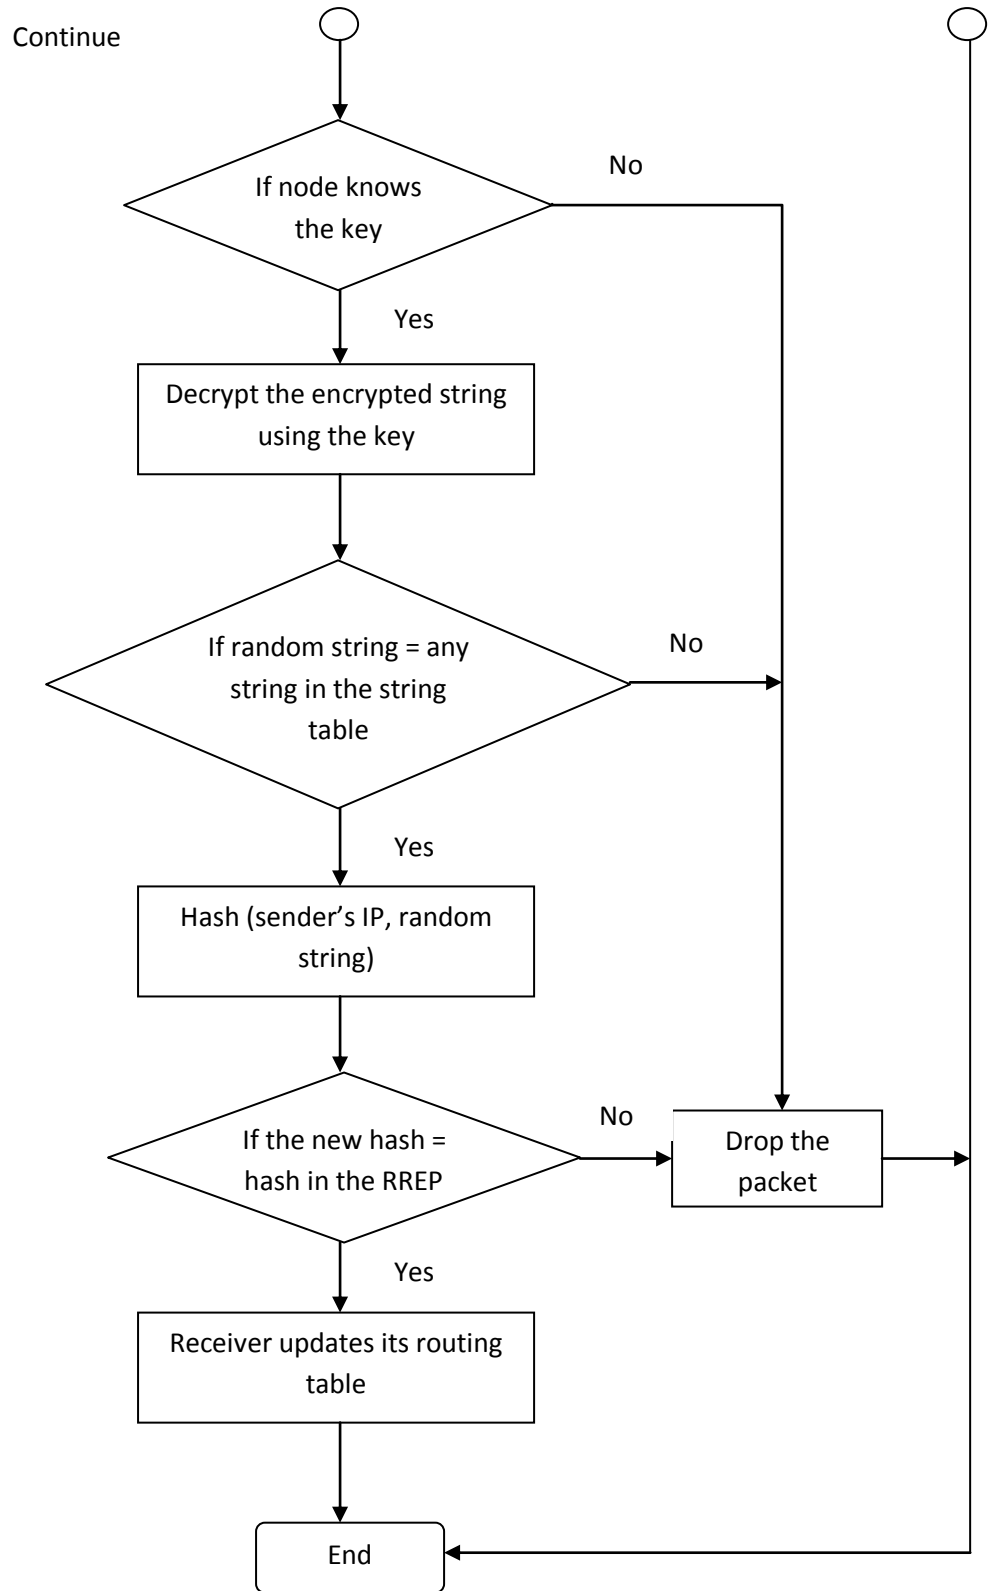 Continue
If node knows
the key
No
Yes
Decrypt the encrypted string
using the key
If random string = any
string in the string
table
No
Yes
Hash (sender’s IP, random
string)
If the new hash =
hash in the RREP
No
Drop the
packet
Yes
Receiver updates its routing
table
End